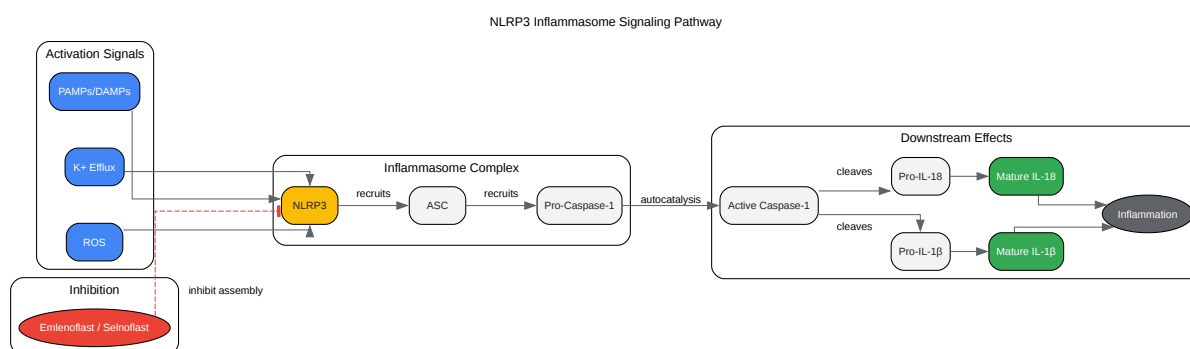 NLRP3 Inflammasome Signaling Pathway
Activation Signals
PAMPs/DAMPs
K+ Efflux
ROS
Inhibition
Emlenoflast / Selnoflast
inhibit assembly
Inflammasome Complex
NLRP3
recruits
ASC
recruits
Pro-Caspase-1
autocatalysis
Downstream Effects
Active Caspase-1
cleaves
Pro-IL-18
Mature IL-18
cleaves
Pro-IL-1β
Mature IL-1β
Inflammation